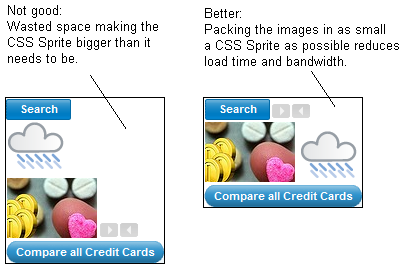 Not good:
Wasted space making the
CSS Sprite bigger than it
needs to be.
Better:
Packing the images in as small
a CSS Sprite as possible reduces
load time and bandwidth.
Search
Compare all Credit Cards
Search
Compare all Credit Cards